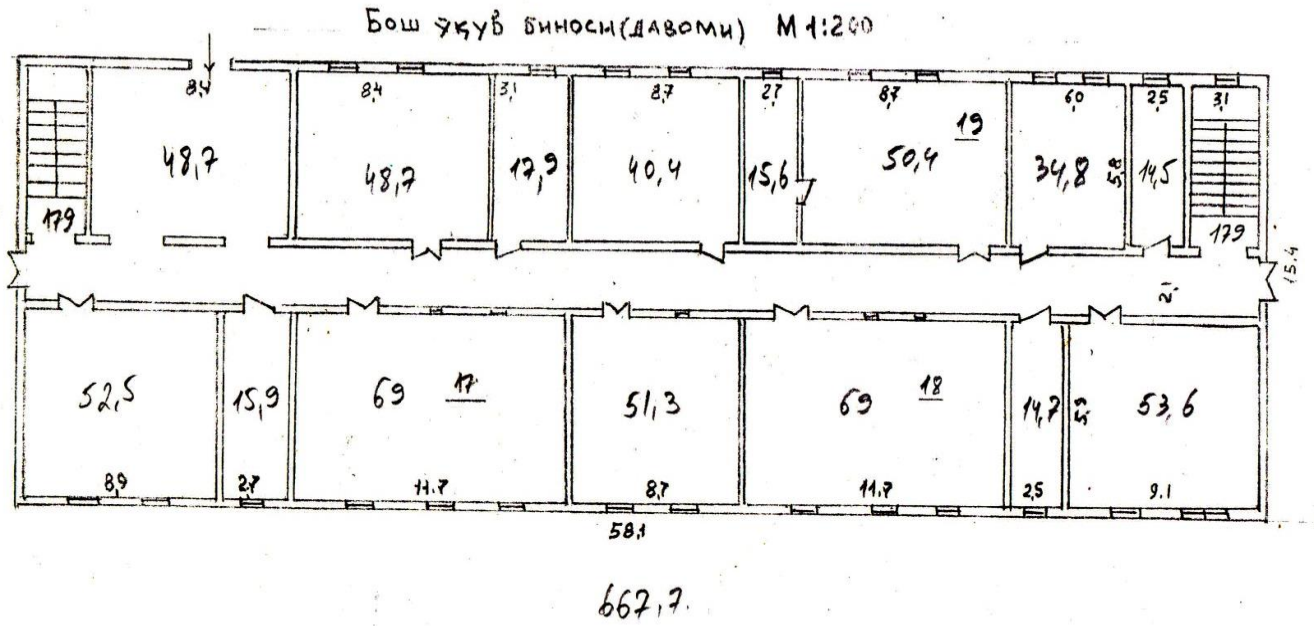 Бош ўқув биноси (давоми) М 1:200
8,4 8,4 3,1 8,7 2,7 8,7 6,0 2,5 3,1
48,7 48,7 17,9 40,4 15,6 50,4 19 34,8 5,8 14,5
17,9 17,9
15.4
52,5 15,9 69 17 51,3 69 18 14,7 5,9 53,6
8,9 2,7 11.7 8,7 11.7 2,5 9.1
58,1
667,7.